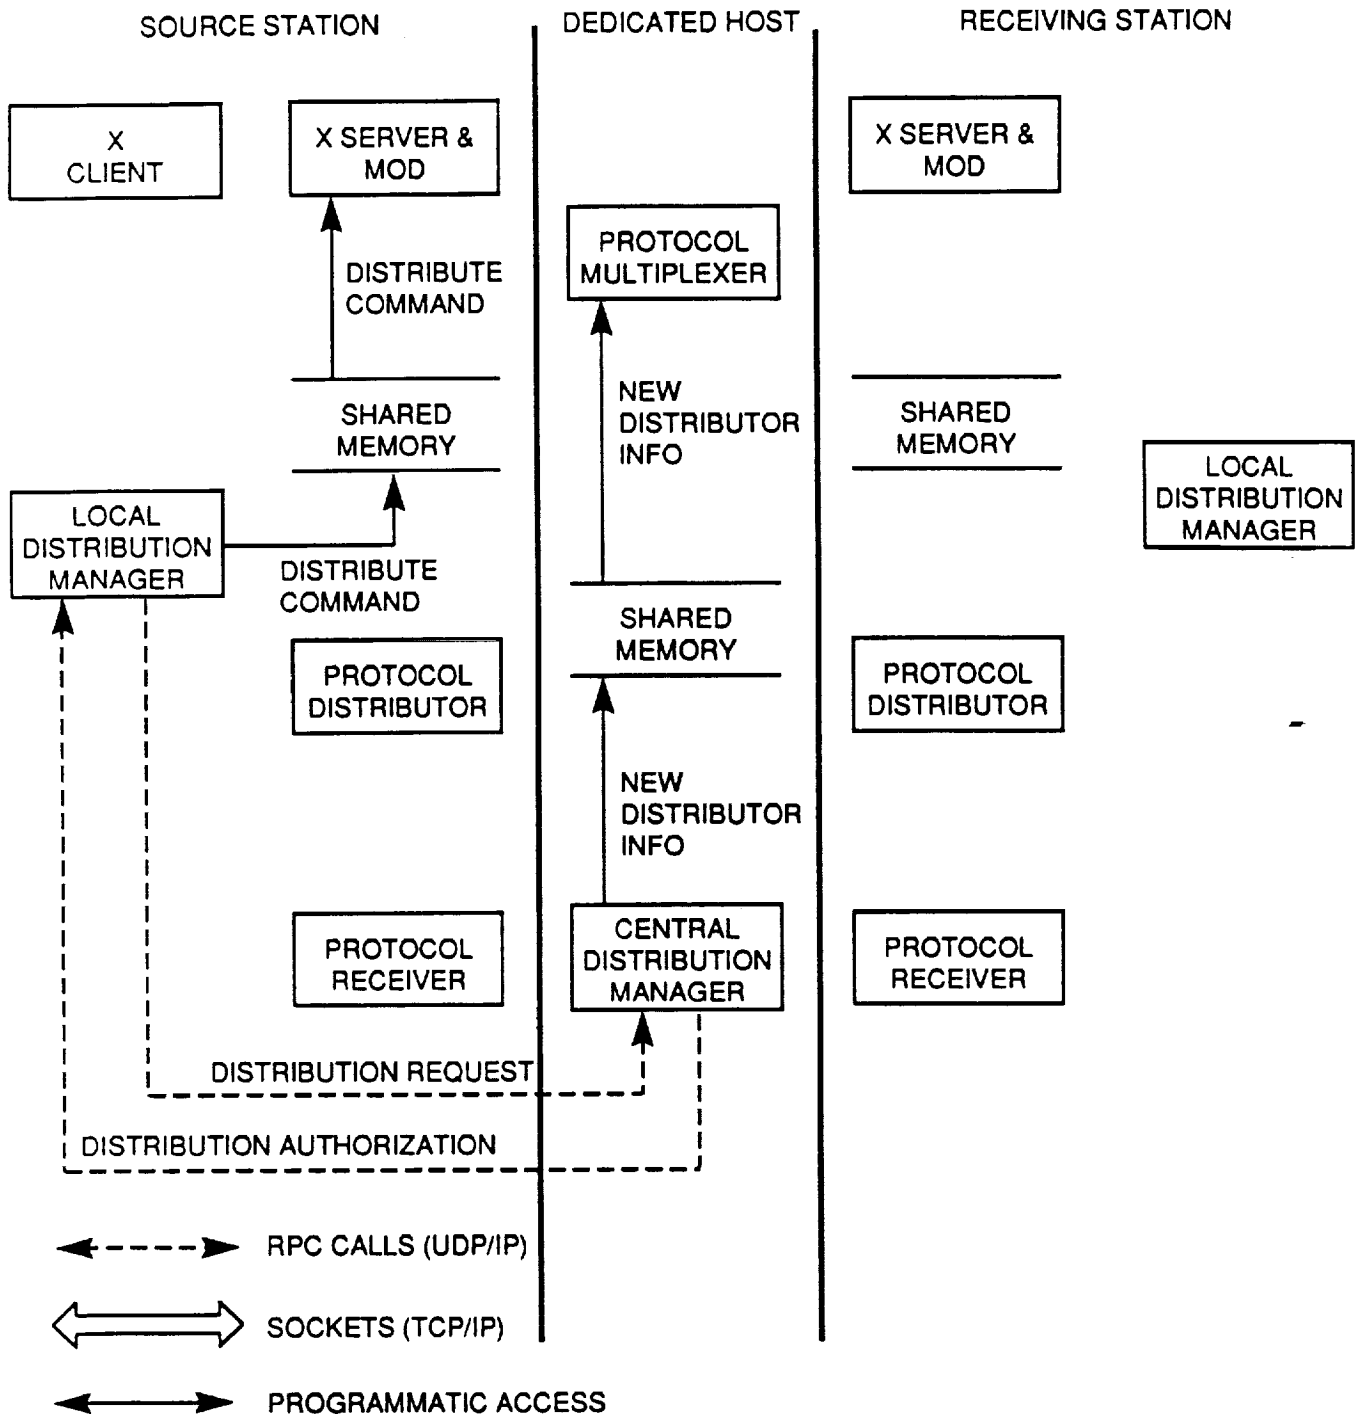 SOURCE STATION
DEDICATED HOST
RECEIVING STATION
X
CLIENT
X SERVER &
MOD
X SERVER &
MOD
PROTOCOL
MULTIPLEXER
DISTRIBUTE
COMMAND
NEW
DISTRIBUTOR
INFO
SHARED
MEMORY
SHARED
MEMORY
LOCAL
DISTRIBUTION
MANAGER
LOCAL
DISTRIBUTION
MANAGER
DISTRIBUTE
COMMAND
SHARED
MEMORY
PROTOCOL
DISTRIBUTOR
PROTOCOL
DISTRIBUTOR
NEW
DISTRIBUTOR
INFO
PROTOCOL
RECEIVER
CENTRAL
DISTRIBUTION
MANAGER
PROTOCOL
RECEIVER
DISTRIBUTION REQUEST
DISTRIBUTION AUTHORIZATION
RPC CALLS (UDP/IP)
SOCKETS (TCP/IP)
PROGRAMMATIC ACCESS